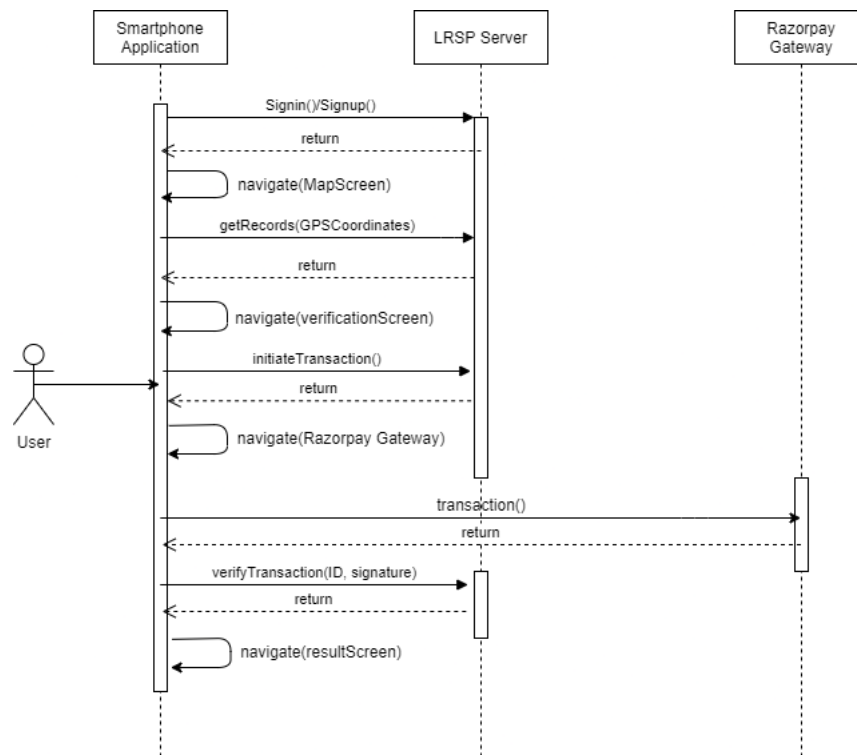 Smartphone
Application
LRSP Server
Razorpay
Gateway
Signin()/Signup()
return
navigate(MapScreen)
getRecords(GPSCoordinates)
return
navigate(verificationScreen)
initiateTransaction()
return
User
navigate(Razorpay Gateway)
transaction()
return
verifyTransaction(ID, signature)
return
navigate(resultScreen)